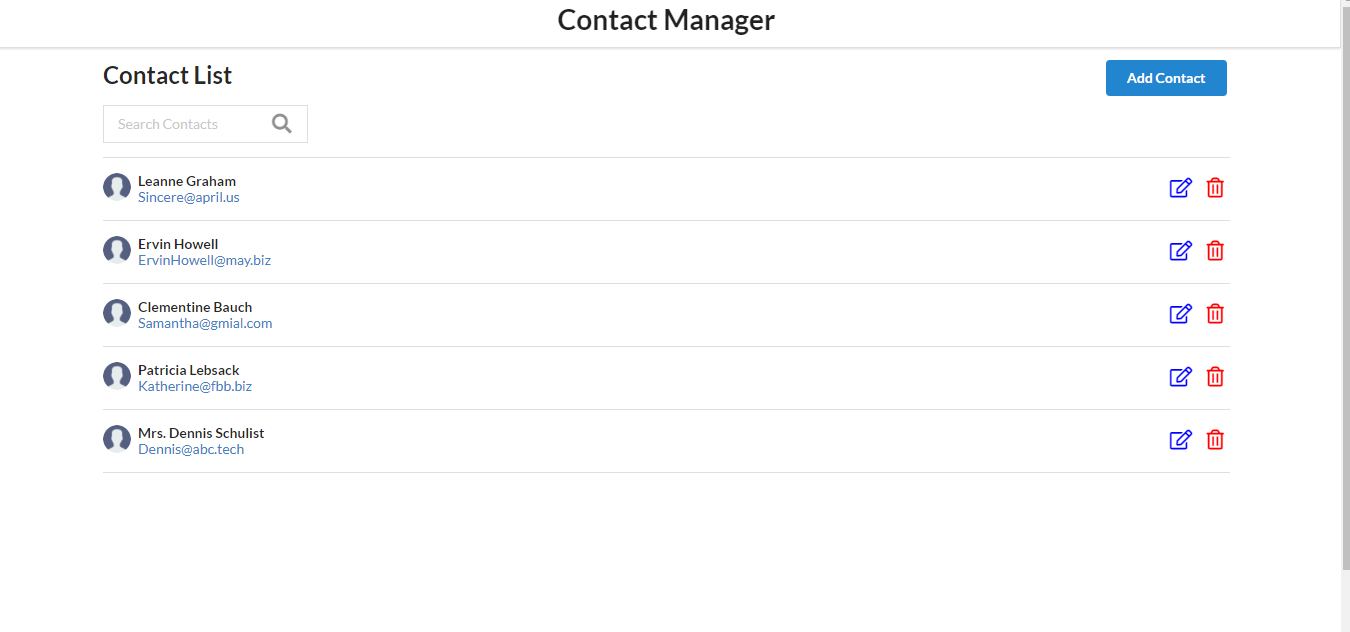 Contact Manager
Contact List
Add Contact
Search Contacts
Leanne Graham
Sincere@april.us
Ervin Howell
ErvinHowell@may.biz
Clementine Bauch
Samantha@gmial.com
Patricia Lebsack
Katherine@fbb.biz
Mrs. Dennis Schulist
Dennis@abc.tech